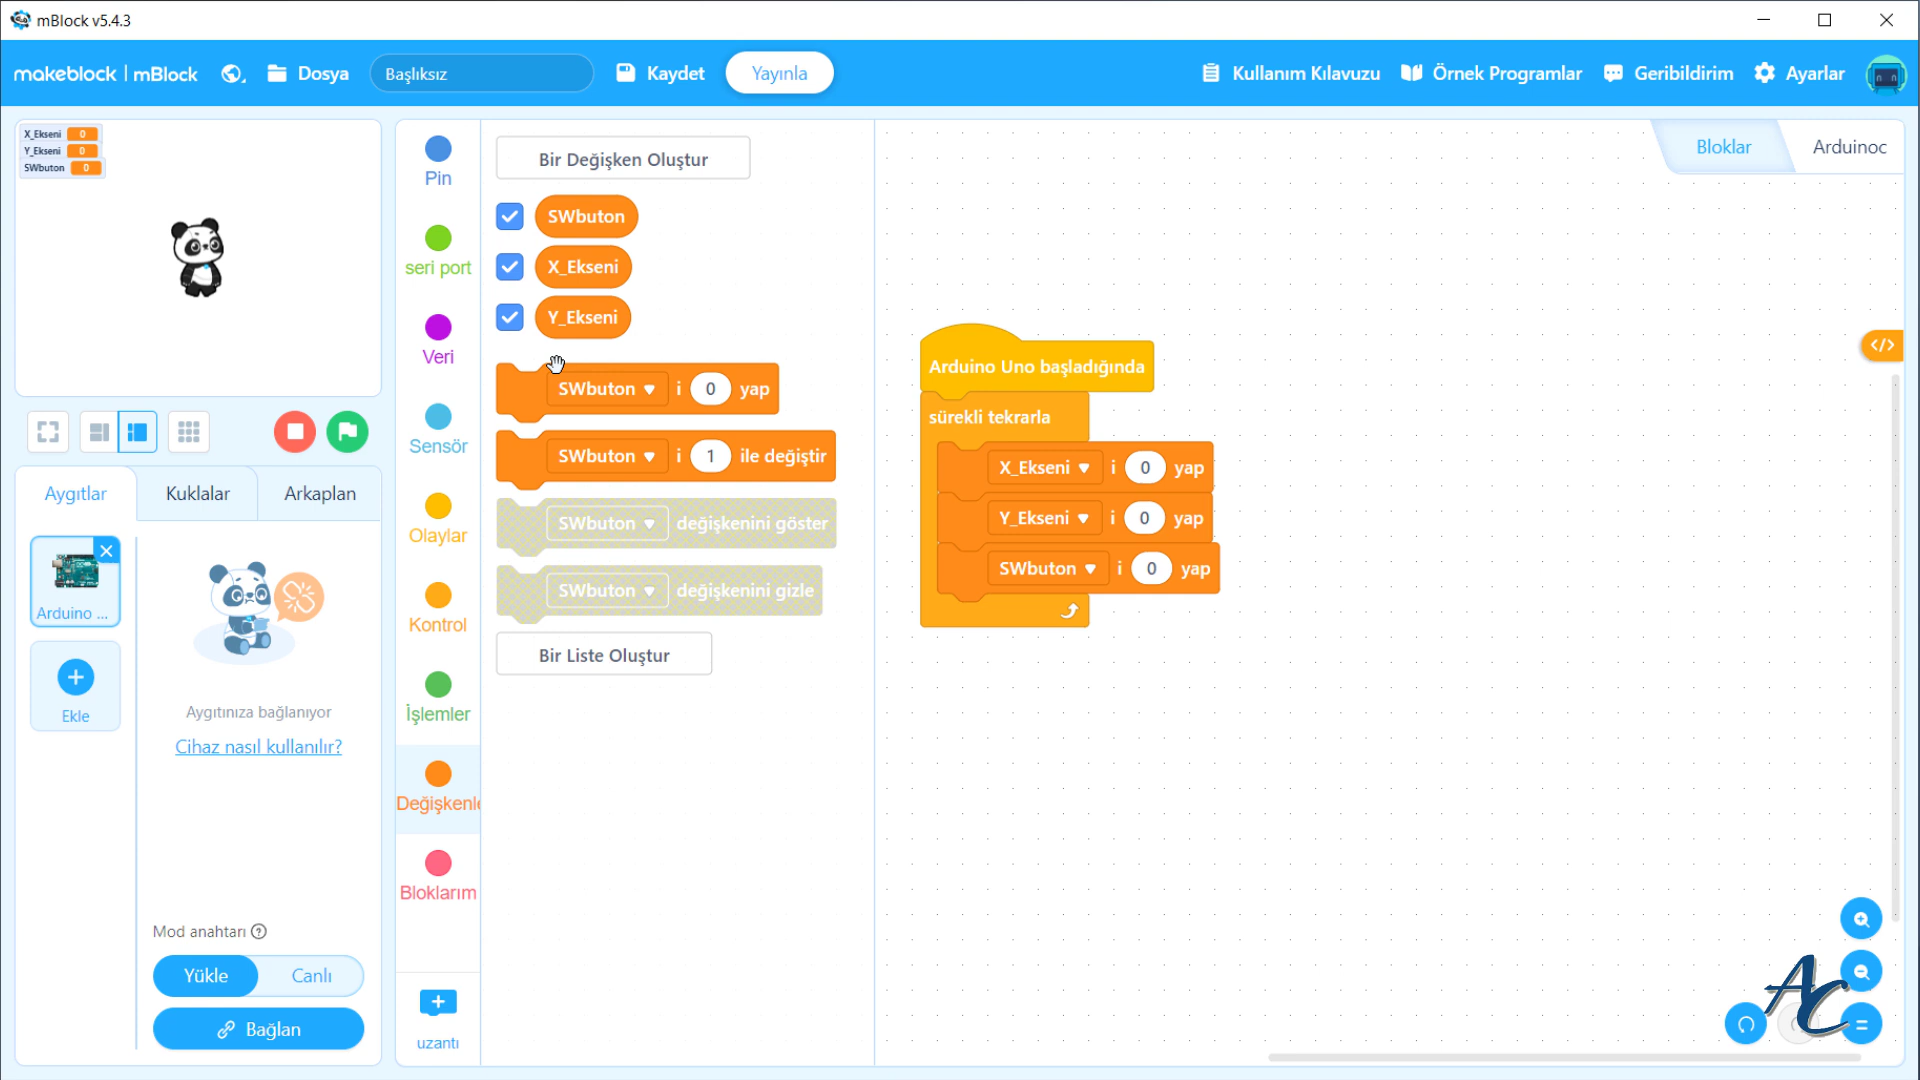 mBlock v5.4.3
makeblock | mBlock
Dosya
Başlıksız
Kaydet
Yayınla
Kullanım Kılavuzu
Örnek Programlar
Geribildirim
Ayarlar
X_Ekseni 0
Y_Ekseni 0
SWbuton 0
Aygıtlar
Kuklalar
Arkaplan
Arduino ...
Ekle
Aygıtınıza bağlanıyor
Cihaz nasıl kullanılır?
Mod anahtarı ?
Yükle
Canlı
Bağlan
Pin
seri port
Veri
Sensör
Olaylar
Kontrol
İşlemler
Değişkenle
Bloklarım
uzantı
Bir Değişken Oluştur
SWbuton
X_Ekseni
Y_Ekseni
SWbuton i 0 yap
SWbuton i 1 ile değiştir
SWbuton değişkenini göster
SWbuton değişkenini gizle
Bir Liste Oluştur
Bloklar
Arduinoc
</>
Arduino Uno başladığında
sürekli tekrarla
X_Ekseni i 0 yap
Y_Ekseni i 0 yap
SWbuton i 0 yap
AC